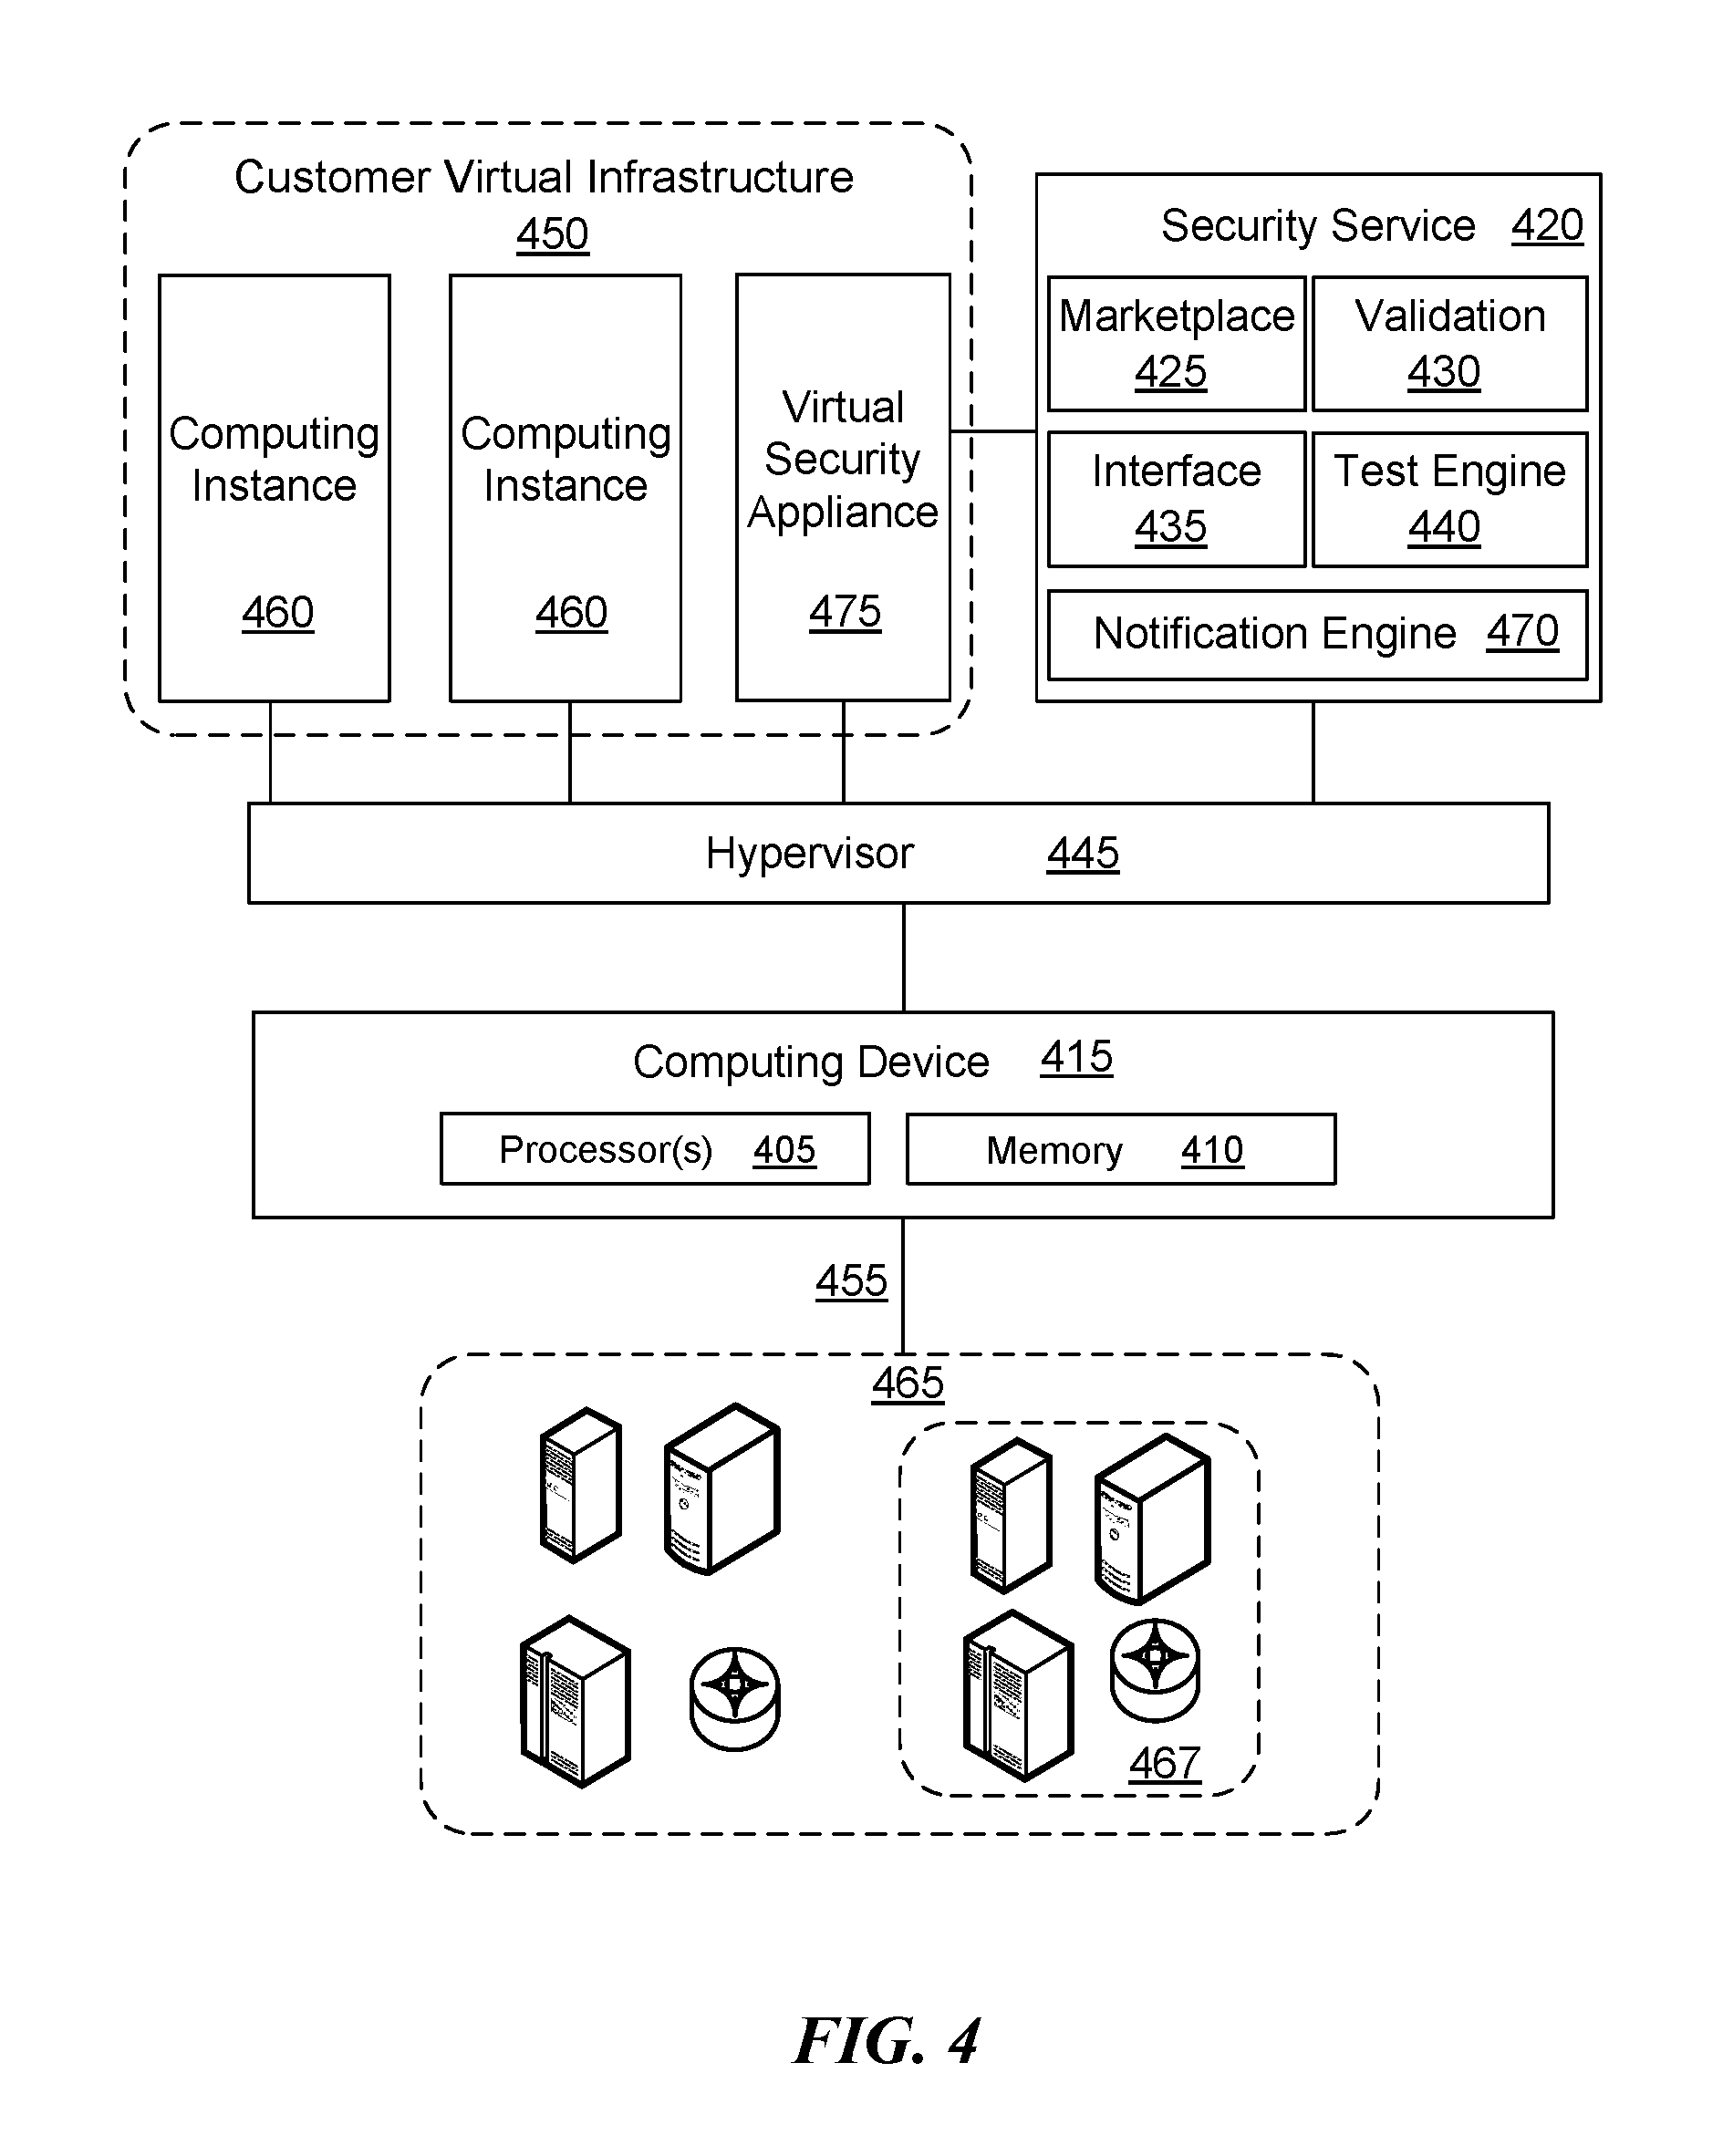 Customer Virtual Infrastructure
450
Computing
Instance
460
Computing
Instance
460
Virtual
Security
Appliance
475
Security Service 420
Marketplace
425
Validation
430
Interface
435
Test Engine
440
Notification Engine 470
Hypervisor 445
Computing Device 415
Processor(s) 405
Memory 410
455
465
467
FIG. 4